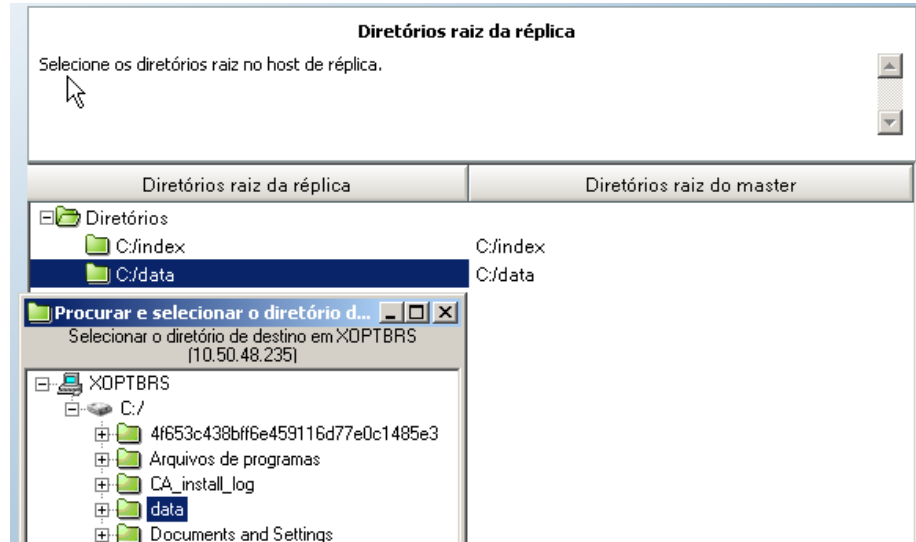 Diretórios raiz da réplica
Selecione os diretórios raiz no host de réplica.
Diretórios raiz da réplica Diretórios raiz do master
Diretórios
C:/index C:/index
C:/data C:/data
Procurar e selecionar o diretório d...
Selecionar o diretório de destino em XOPTBRS
(10.50.48.235)
XOPTBRS
C:/
4f653c438bff6e459116d77e0c1485e3
Arquivos de programas
CA_install_log
data
Documents and Settings